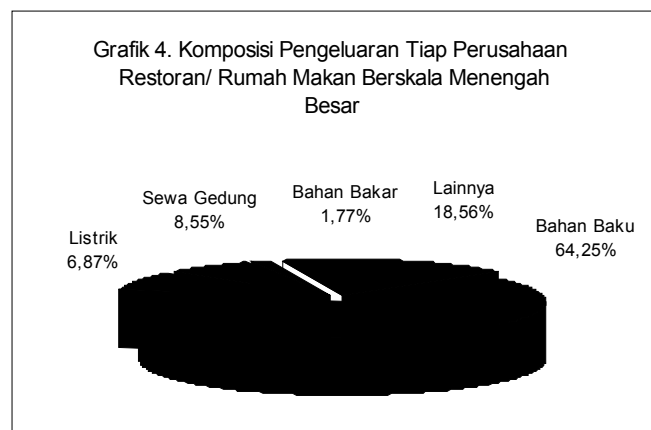 Grafik 4. Komposisi Pengeluaran Tiap Perusahaan
Restoran/ Rumah Makan Berskala Menengah
Besar
Listrik
6,87%
Sewa Gedung
8,55%
Bahan Bakar
1,77%
Lainnya
18,56%
Bahan Baku
64,25%